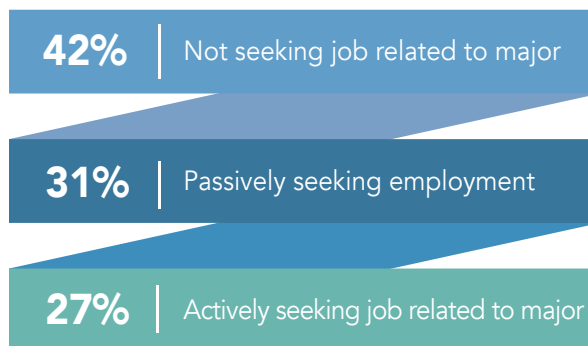 42% Not seeking job related to major
31% Passively seeking employment
27% Actively seeking job related to major